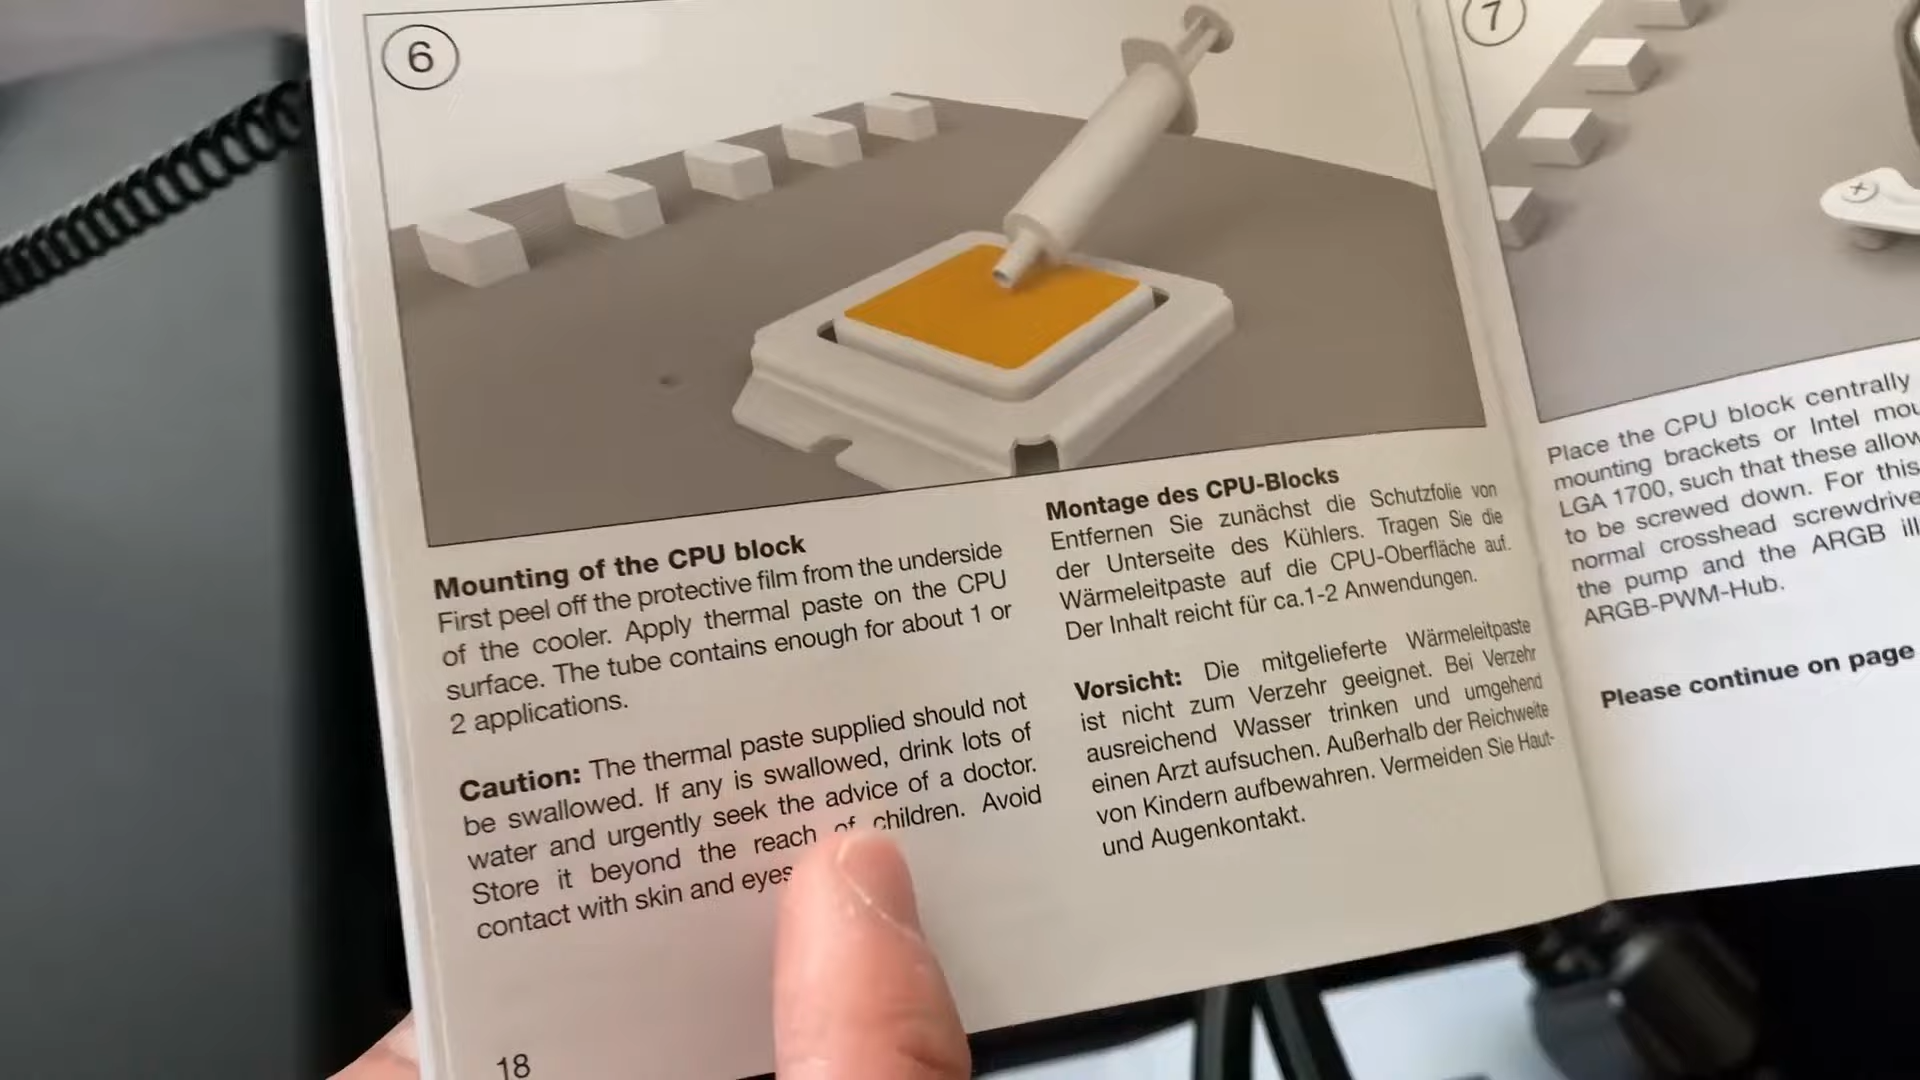 6
Mounting of the CPU block
First peel off the protective film from the underside
of the cooler. Apply thermal paste on the CPU
surface. The tube contains enough for about 1 or
2 applications.
Caution: The thermal paste supplied should not
be swallowed. If any is swallowed, drink lots of
water and urgently seek the advice of a doctor.
Store it beyond the reach of children. Avoid
contact with skin and eyes
18
Montage des CPU-Blocks
Entfernen Sie zunächst die Schutzfolie von
der Unterseite des Kühlers. Tragen Sie die
Wärmeleitpaste auf die CPU-Oberfläche auf.
Der Inhalt reicht für ca.1-2 Anwendungen.
Vorsicht: Die mitgelieferte Wärmeleitpaste
ist nicht zum Verzehr geeignet. Bei Verzehr
ausreichend Wasser trinken und umgehend
einen Arzt aufsuchen. Außerhalb der Reichweite
von Kindern aufbewahren. Vermeiden Sie Haut-
und Augenkontakt.
7
Place the CPU block centrally
mounting brackets or Intel
LGA 1700, such that these allow
to be screwed down. For this
normal crosshead
the pump and the ARGB
ARGB-PWM-Hub.
Please continue on page